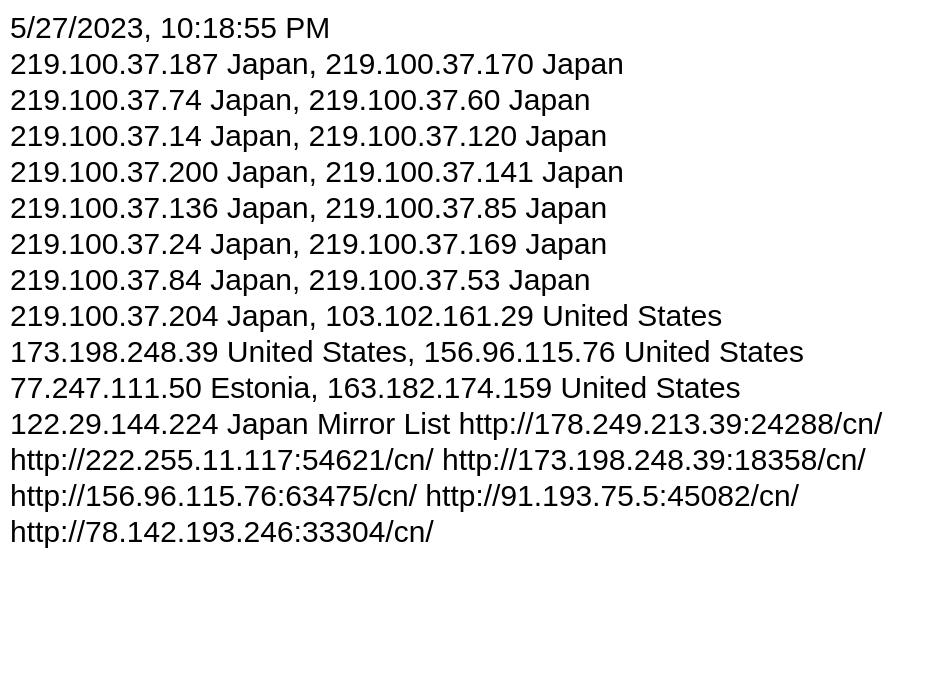 5/27/2023, 10:18:55 PM
219.100.37.187 Japan, 219.100.37.170 Japan
219.100.37.74 Japan, 219.100.37.60 Japan
219.100.37.14 Japan, 219.100.37.120 Japan
219.100.37.200 Japan, 219.100.37.141 Japan
219.100.37.136 Japan, 219.100.37.85 Japan
219.100.37.24 Japan, 219.100.37.169 Japan
219.100.37.84 Japan, 219.100.37.53 Japan
219.100.37.204 Japan, 103.102.161.29 United States
173.198.248.39 United States, 156.96.115.76 United States
77.247.111.50 Estonia, 163.182.174.159 United States
122.29.144.224 Japan Mirror List http://178.249.213.39:24288/cn/
http://222.255.11.117:54621/cn/ http://173.198.248.39:18358/cn/
http://156.96.115.76:63475/cn/ http://91.193.75.5:45082/cn/
http://78.142.193.246:33304/cn/